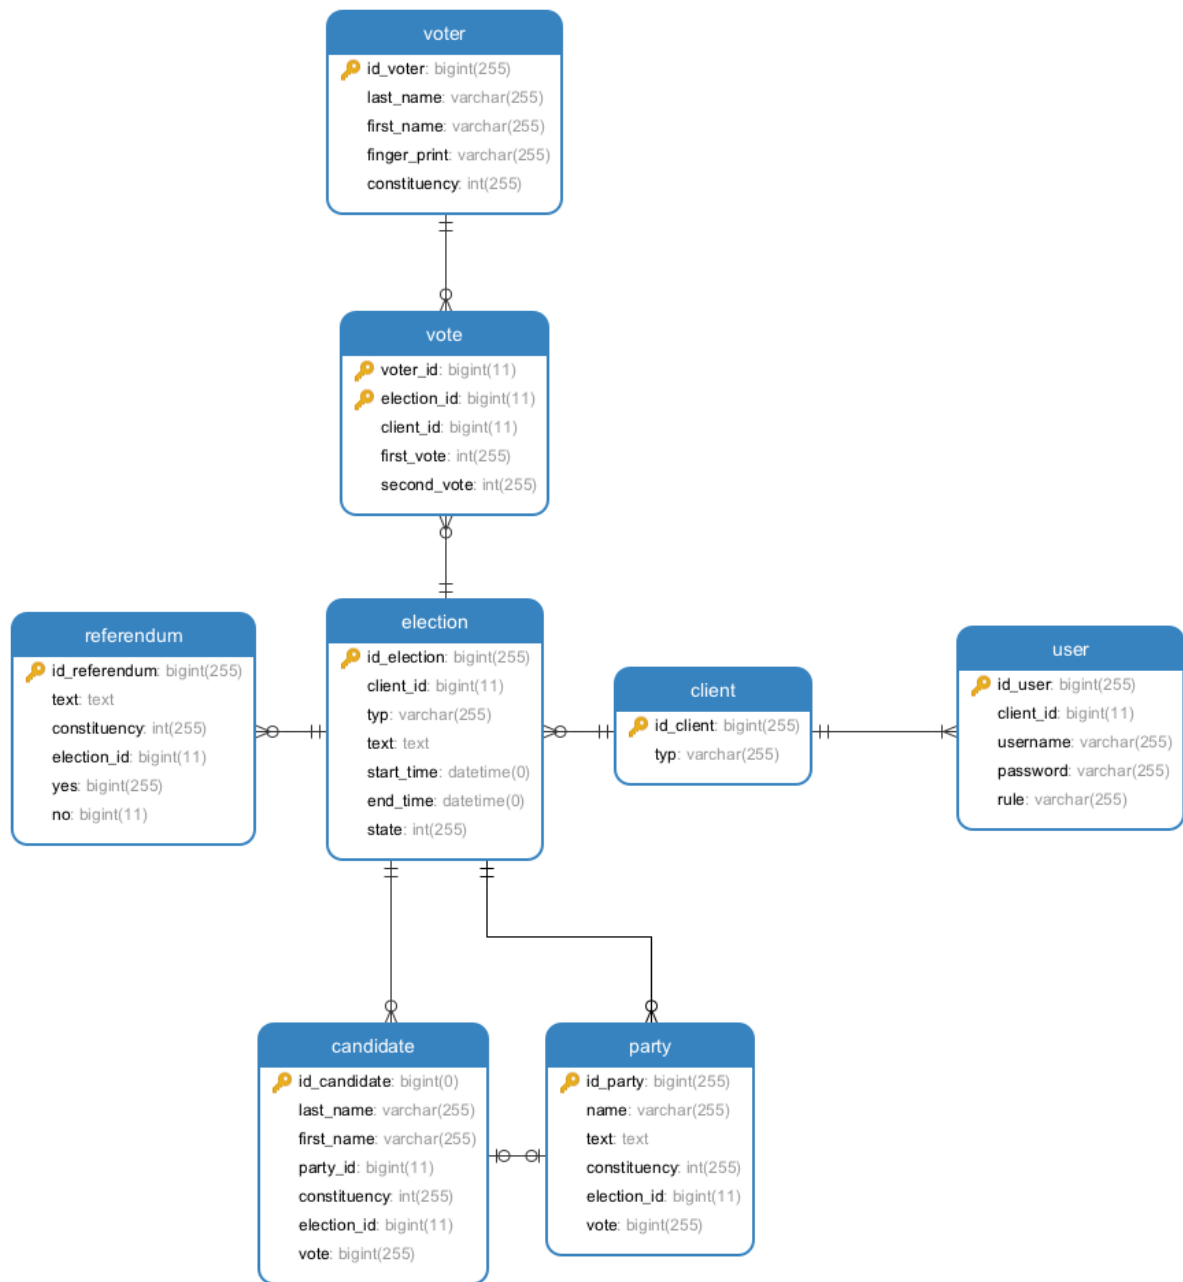 voter
id_voter: bigint(255)
last_name: varchar(255)
first_name: varchar(255)
finger_print: varchar(255)
constituency: int(255)
vote
voter_id: bigint(11)
election_id: bigint(11)
client_id: bigint(11)
first_vote: int(255)
second_vote: int(255)
referendum
id_referendum: bigint(255)
text: text
constituency: int(255)
election_id: bigint(11)
yes: bigint(255)
no: bigint(11)
election
id_election: bigint(255)
client_id: bigint(11)
typ: varchar(255)
text: text
start_time: datetime(0)
end_time: datetime(0)
state: int(255)
client
id_client: bigint(255)
typ: varchar(255)
user
id_user: bigint(255)
client_id: bigint(11)
username: varchar(255)
password: varchar(255)
rule: varchar(255)
candidate
id_candidate: bigint(0)
last_name: varchar(255)
first_name: varchar(255)
party_id: bigint(11)
constituency: int(255)
election_id: bigint(11)
vote: bigint(255)
party
id_party: bigint(255)
name: varchar(255)
text: text
constituency: int(255)
election_id: bigint(11)
vote: bigint(255)